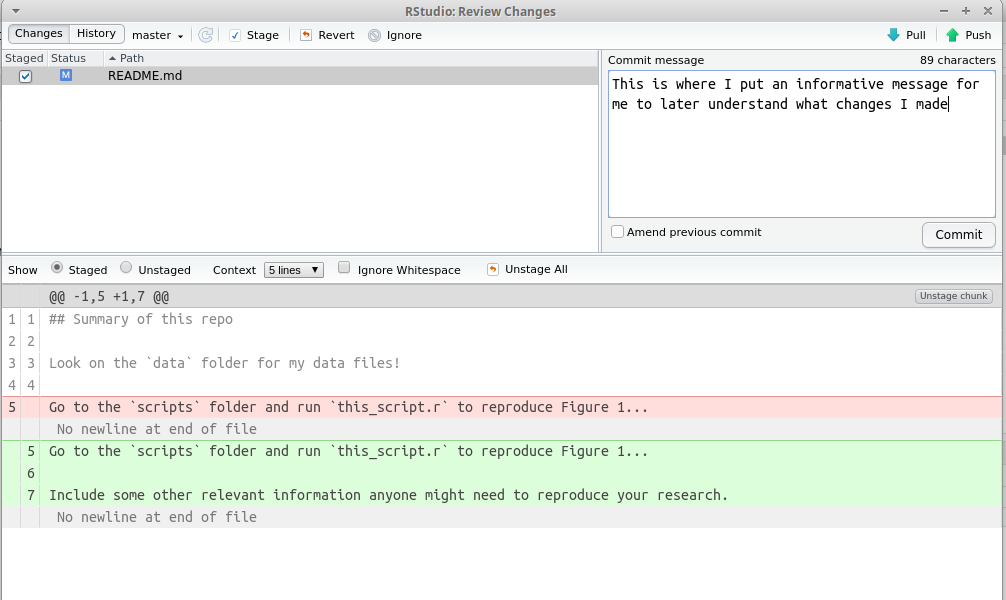 RStudio: Review Changes
Changes History master Stage Revert Ignore Pull Push
Staged Status Path
M README.md
Commit message 89 characters
This is where I put an informative message for
me to later understand what changes I made
Amend previous commit Commit
Show Staged Unstaged Context 5 lines Ignore Whitespace Unstage All
@@ -1,5 +1,7 @@ Unstage chunk
1 1 ## Summary of this repo
2 2
3 3 Look on the `data` folder for my data files!
4 4
5 Go to the `scripts` folder and run `this_script.r` to reproduce Figure 1...
No newline at end of file
5 Go to the `scripts` folder and run `this_script.r` to reproduce Figure 1...
6
7 Include some other relevant information anyone might need to reproduce your research.
No newline at end of file